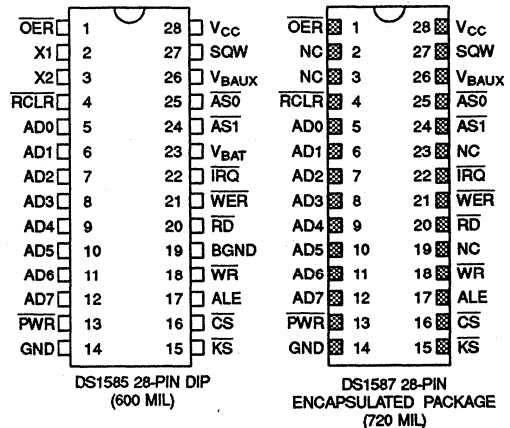 OER 1 28 VCC
X1 2 27 SQW
X2 3 26 VBAUX
RCLR 4 25 AS0
AD0 5 24 AS1
AD1 6 23 VBAT
AD2 7 22 IRQ
AD3 8 21 WER
AD4 9 20 RD
AD5 10 19 BGND
AD6 11 18 WR
AD7 12 17 ALE
PWR 13 16 CS
GND 14 15 KS
DS1585 28-PIN DIP
(600 MIL)
OER 1 28 VCC
NC 2 27 SQW
NC 3 26 VBAUX
RCLR 4 25 AS0
AD0 5 24 AS1
AD1 6 23 NC
AD2 7 22 IRQ
AD3 8 21 WER
AD4 9 20 RD
AD5 10 19 NC
AD6 11 18 WR
AD7 12 17 ALE
PWR 13 16 CS
GND 14 15 KS
DS1587 28-PIN
ENCAPSULATED PACKAGE
(720 MIL)